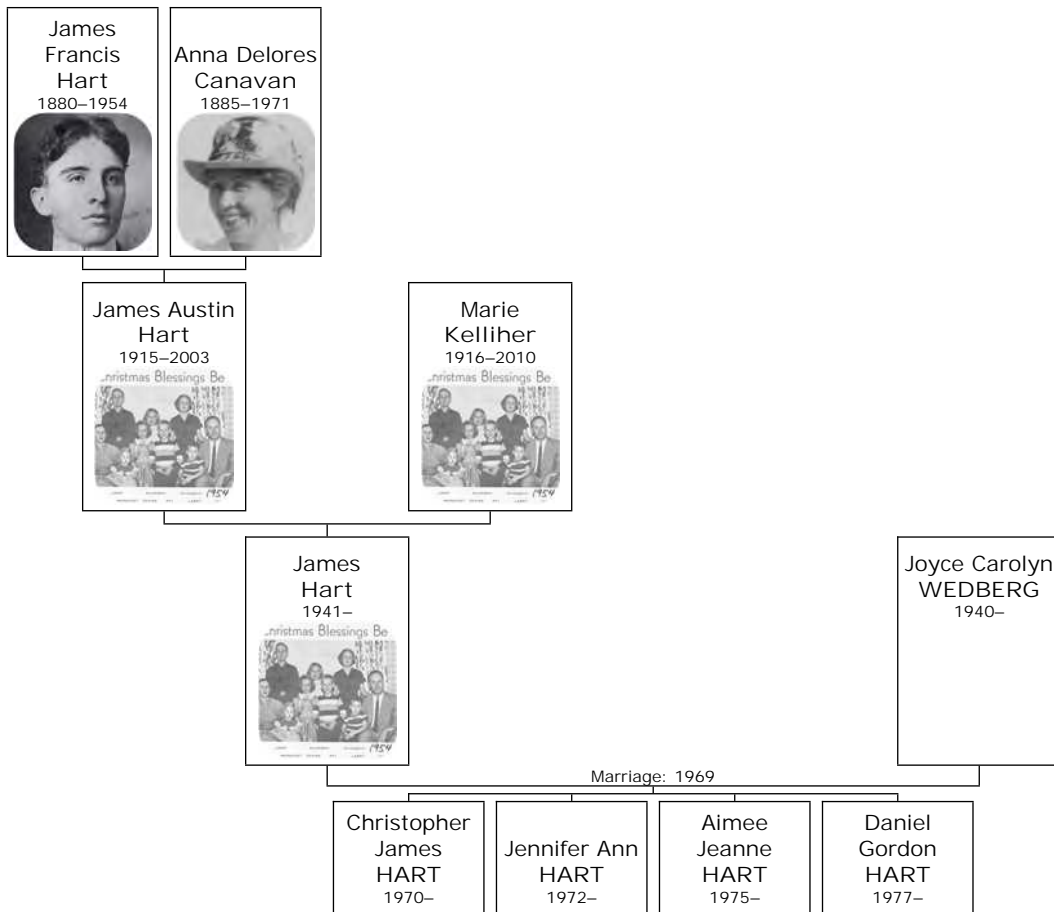 James
Francis
Hart
1880–1954
Anna Delores
Canavan
1885–1971
James Austin
Hart
1915–2003
Christmas Blessings Be
1954
Marie
Kelliher
1916–2010
Christmas Blessings Be
1954
James
Hart
1941–
Christmas Blessings Be
1954
Joyce Carolyn
WEDBERG
1940–
Marriage: 1969
Christopher
James
HART
1970–
Jennifer Ann
HART
1972–
Aimee
Jeanne
HART
1975–
Daniel
Gordon
HART
1977–